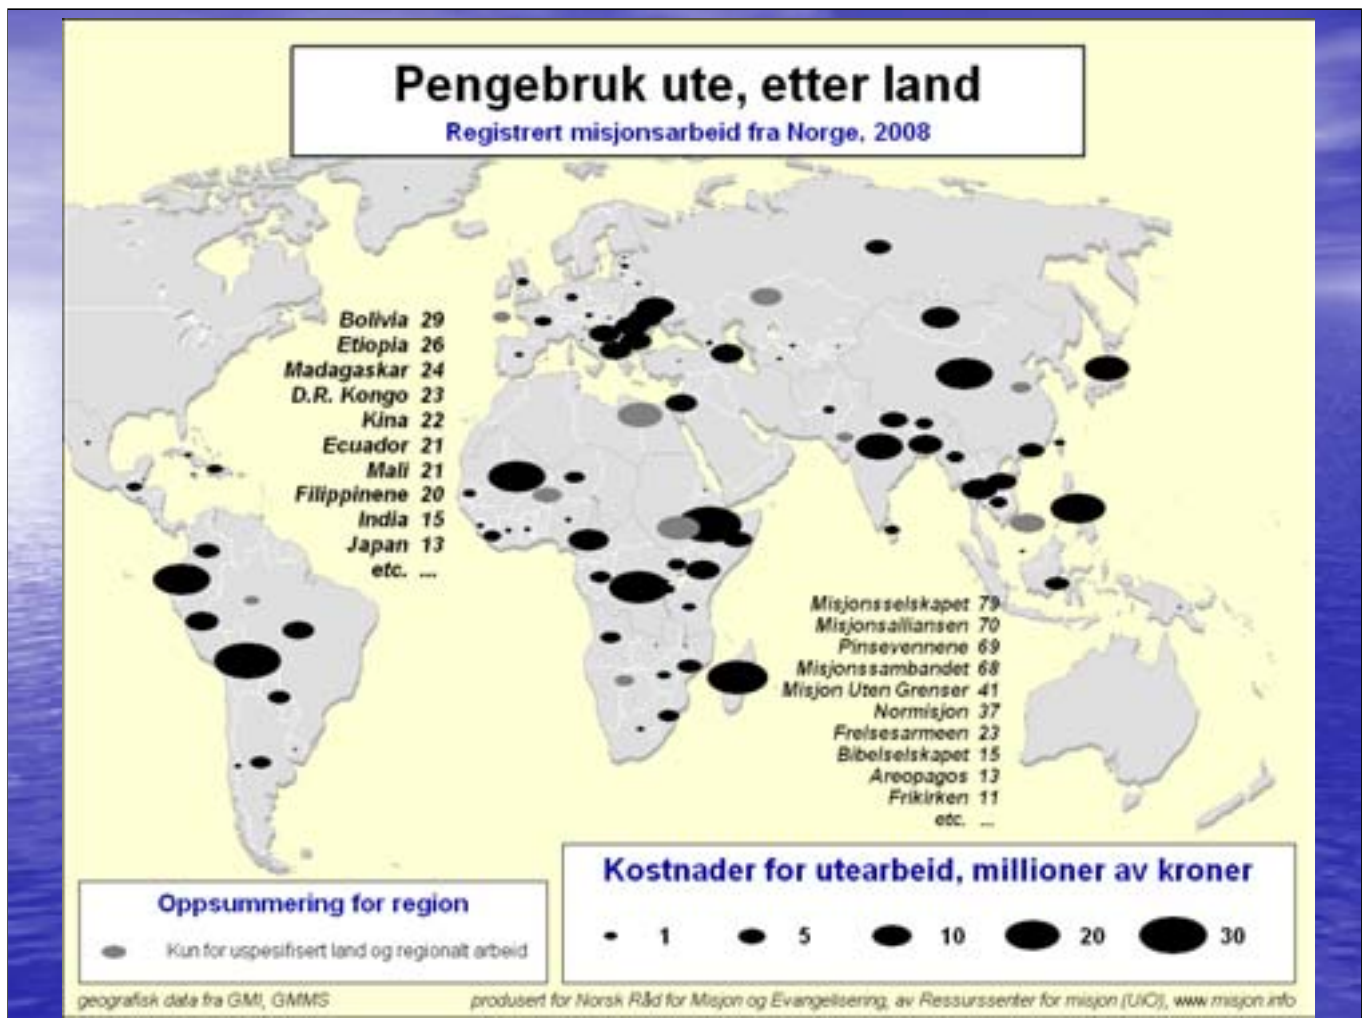 Pengebruk ute, etter land
Registrert misjonsarbeid fra Norge, 2008
Bolivia 29
Etiopia 26
Madagaskar 24
D.R. Kongo 23
Kina 22
Ecuador 21
Mali 21
Filippinene 20
India 15
Japan 13
etc. ...
Misjonsselskapet 79
Misjonsalliansen 70
Pinsevennene 69
Misjonssambandet 68
Misjon Uten Grenser 41
Normisjon 37
Frelsesarmeen 23
Bibelselskapet 15
Areopagos 13
Frikirken 11
etc. ...
Oppsummering for region
Kun for uspesifisert land og regionalt arbeid
Kostnader for utearbeid, millioner av kroner
1 5 10 20 30
geografisk data fra GMI, GMMS
produsert for Norsk Råd for Misjon og Evangelisering, av Ressurssenter for misjon (UiO), www.misjon.info